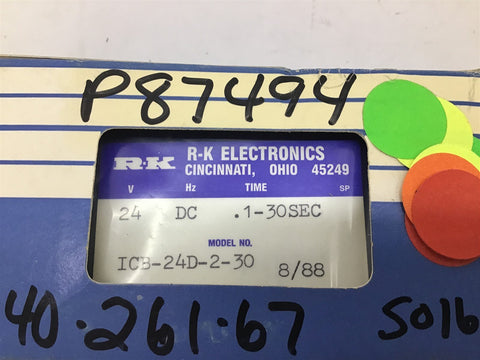 P87494
R-K R-K ELECTRONICS
CINCINNATI, OHIO 45249
V Hz TIME SP
24 DC .1-30SEC
MODEL NO.
ICB-24D-2-30 8/88
40·261·67 5016